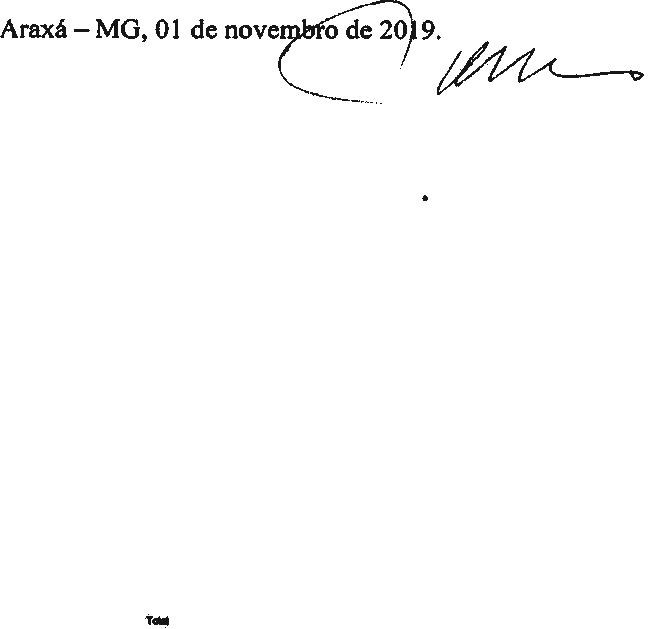 Araxá – MG, 01 de novembro de 2019.
Total